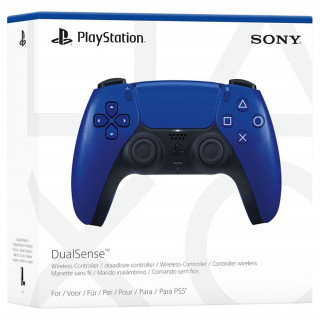 PlayStation.
SONY
DualSense™
Wireless Controller / draadloze Controller / Wireless-Controller / Controller wireless
Manette sans fil / Mando inalámbrico / Comando sem fios
For / Voor / Für / Per / Pour / Para / Para PS5™